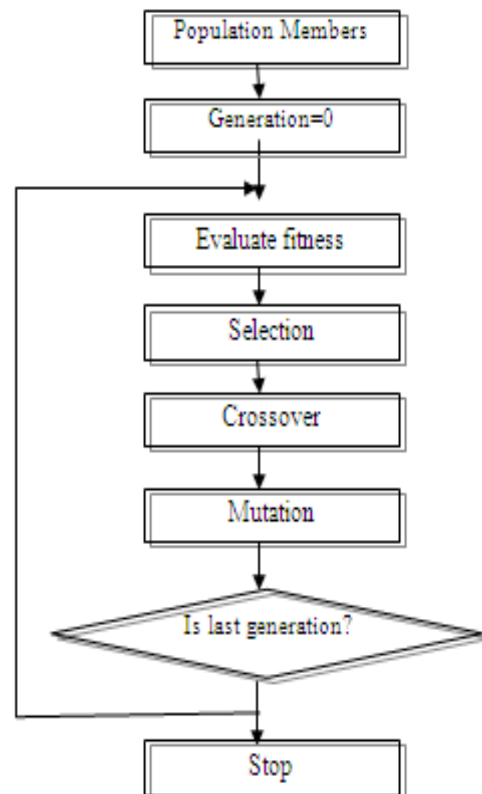 Population Members
Generation=0
Evaluate fitness
Selection
Crossover
Mutation
Is last generation?
Stop